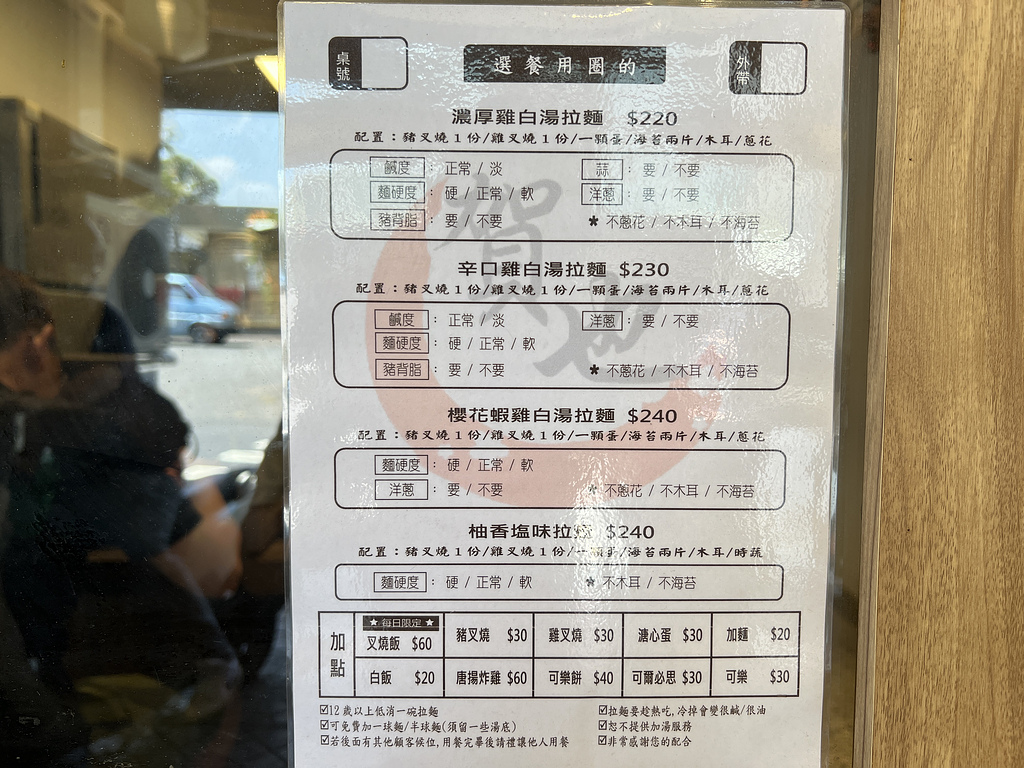 桌號
選餐用圈的
外帶
濃厚雞白湯拉麵 $220
配置：豬叉燒1份/雞叉燒1份/一顆蛋/海苔兩片/木耳/蔥花
鹹度：正常 / 淡
蒜：要 / 不要
麵硬度：硬 / 正常 / 軟
洋蔥：要 / 不要
豬背脂：要 / 不要
* 不蔥花 / 不木耳 / 不海苔
辛口雞白湯拉麵 $230
配置：豬叉燒1份/雞叉燒1份/一顆蛋/海苔兩片/木耳/蔥花
鹹度：正常 / 淡
洋蔥：要 / 不要
麵硬度：硬 / 正常 / 軟
豬背脂：要 / 不要
* 不蔥花 / 不木耳 / 不海苔
櫻花蝦雞白湯拉麵 $240
配置：豬叉燒1份/雞叉燒1份/一顆蛋/海苔兩片/木耳/蔥花
麵硬度：硬 / 正常 / 軟
洋蔥：要 / 不要
* 不蔥花 / 不木耳 / 不海苔
柚香塩味拉麵 $240
配置：豬叉燒1份/雞叉燒1份/一顆蛋/海苔兩片/木耳/時蔬
麵硬度：硬 / 正常 / 軟
* 不木耳 / 不海苔
加點
★每日限定★
叉燒飯 $60
豬叉燒 $30
雞叉燒 $30
溏心蛋 $30
加麵 $20
白飯 $20
唐揚炸雞 $60
可樂餅 $40
可爾必思 $30
可樂 $30
☑12歲以上低消一碗拉麵
☑可免費加一球麵/半球麵(須留一些湯底)
☑若後面有其他顧客候位,用餐完畢後請禮讓他人用餐
☑拉麵要趁熱吃,冷掉會變很鹹/很油
☑恕不提供加湯服務
☑非常感謝您的配合